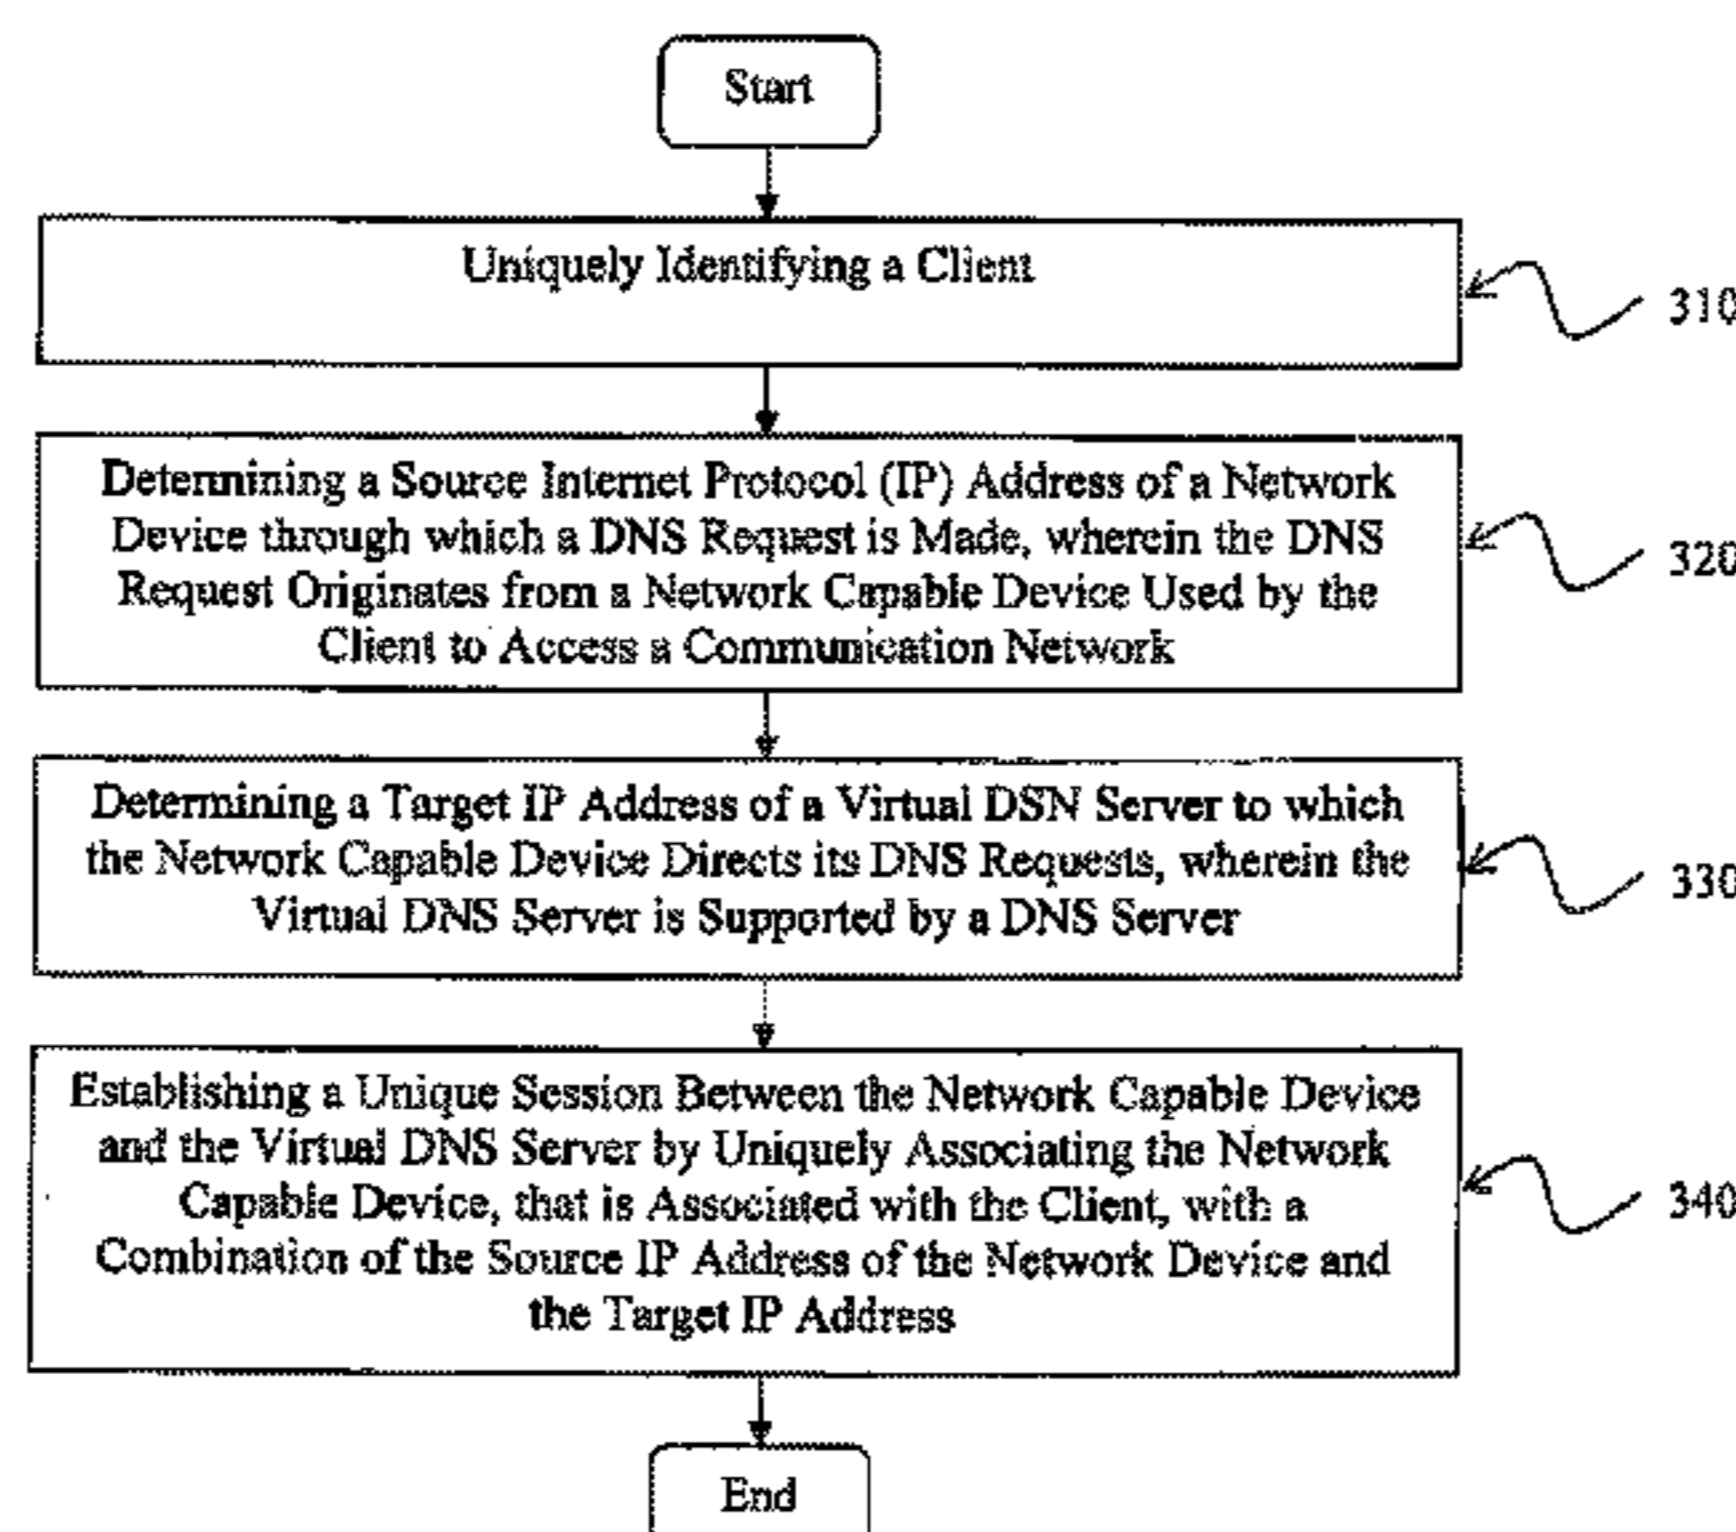 Start
Uniquely Identifying a Client
310
Determining a Source Internet Protocol (IP) Address of a Network
Device through which a DNS Request is Made, wherein the DNS
Request Originates from a Network Capable Device Used by the
Client to Access a Communication Network
320
Determining a Target IP Address of a Virtual DSN Server to which
the Network Capable Device Directs its DNS Requests, wherein the
Virtual DNS Server is Supported by a DNS Server
330
Establishing a Unique Session Between the Network Capable Device
and the Virtual DNS Server by Uniquely Associating the Network
Capable Device, that is Associated with the Client, with a
Combination of the Source IP Address of the Network Device and
the Target IP Address
340
End